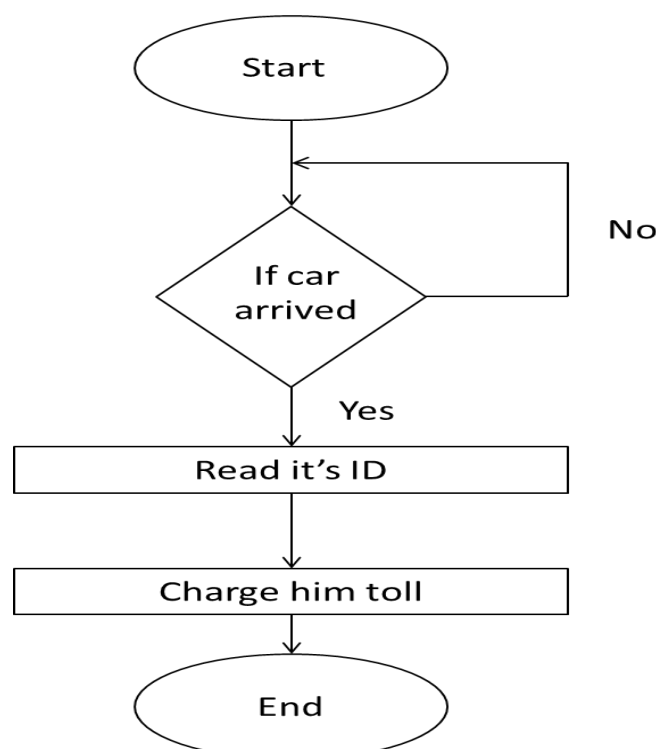 Start
No
If car
arrived
Yes
Read it’s ID
Charge him toll
End